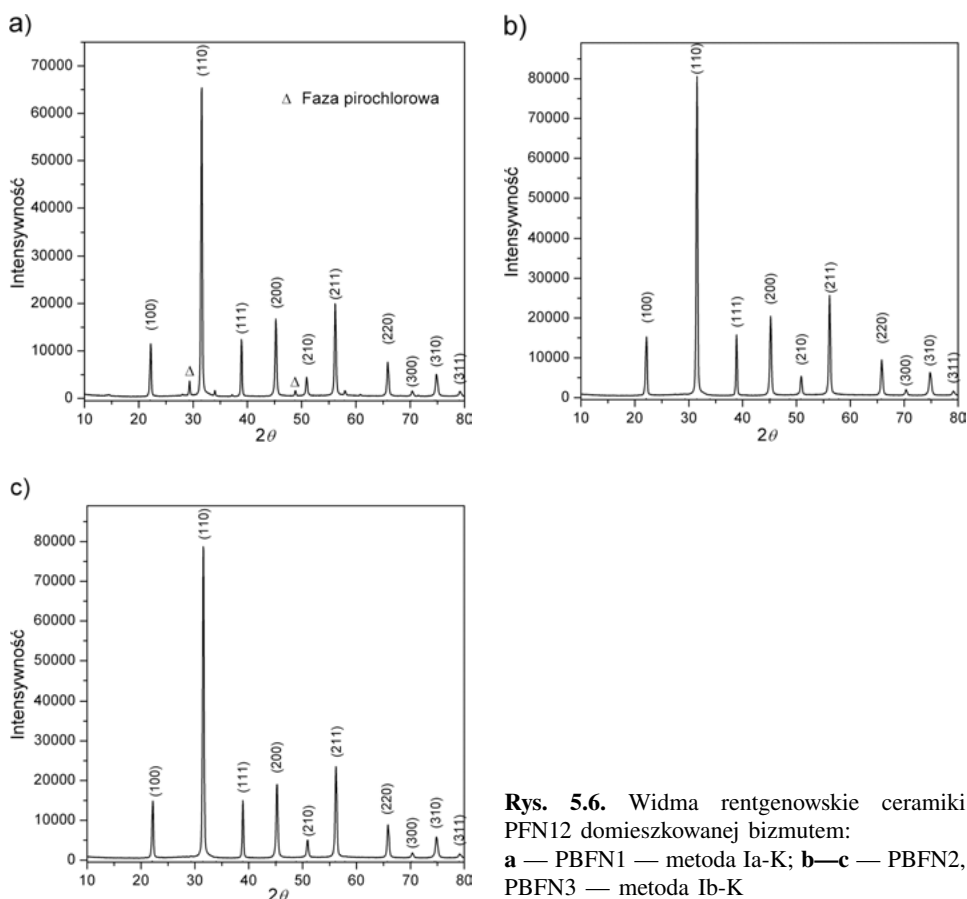 a)
70000
60000
50000
40000
30000
20000
10000
0
Intensywność
(100)
Δ
(110)
(111)
(200)
Δ
(210)
(211)
(220)
(300)
(310)
(311)
Δ Faza pirochlorowa
10 20 30 40 50 60 70 80
2θ
b)
80000
70000
60000
50000
40000
30000
20000
10000
0
Intensywność
(100)
(110)
(111)
(200)
(210)
(211)
(220)
(300)
(310)
(311)
10 20 30 40 50 60 70 80
2θ
c)
80000
70000
60000
50000
40000
30000
20000
10000
0
Intensywność
(100)
(110)
(111)
(200)
(210)
(211)
(220)
(300)
(310)
(311)
10 20 30 40 50 60 70 80
2θ
Rys. 5.6. Widma rentgenowskie ceramiki
PFN12 domieszkowanej bizmutem:
a — PBFN1 — metoda Ia-K; b—c — PBFN2,
PBFN3 — metoda Ib-K